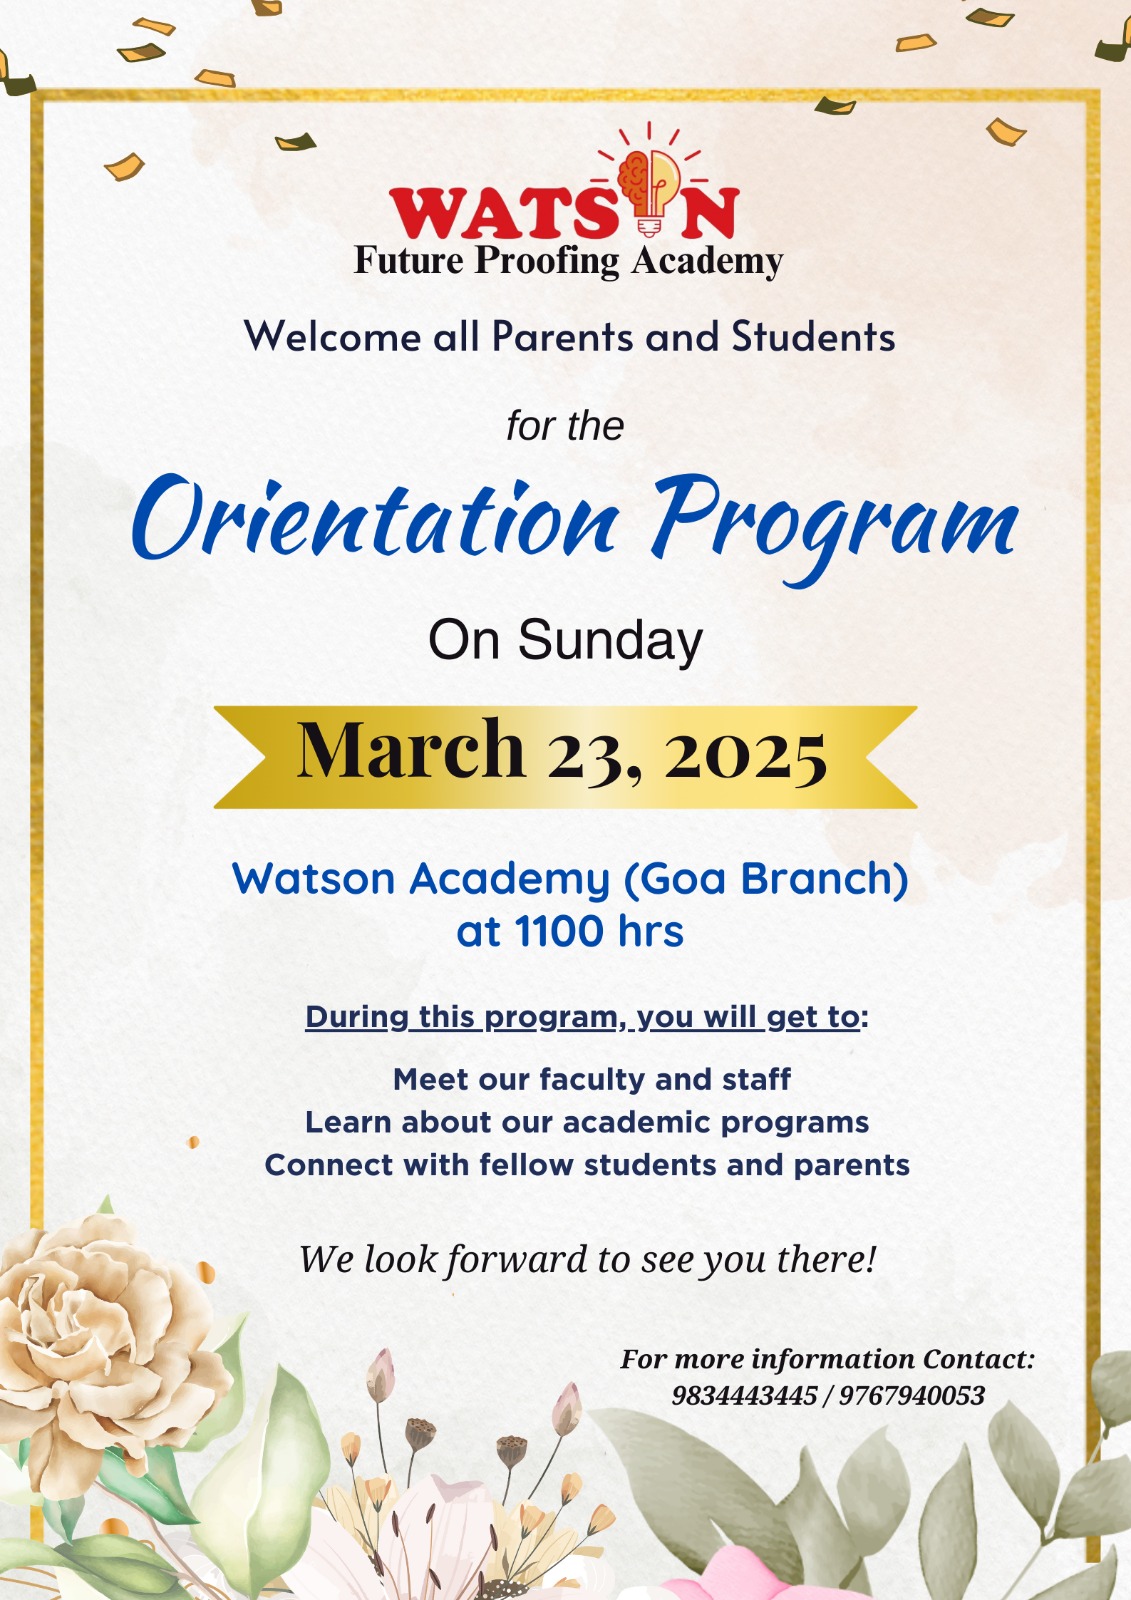 WATSON
Future Proofing Academy
Welcome all Parents and Students
for the
Orientation Program
On Sunday
March 23, 2025
Watson Academy (Goa Branch)
at 1100 hrs
During this program, you will get to:
Meet our faculty and staff
Learn about our academic programs
Connect with fellow students and parents
We look forward to see you there!
For more information Contact:
9834443445 / 9767940053